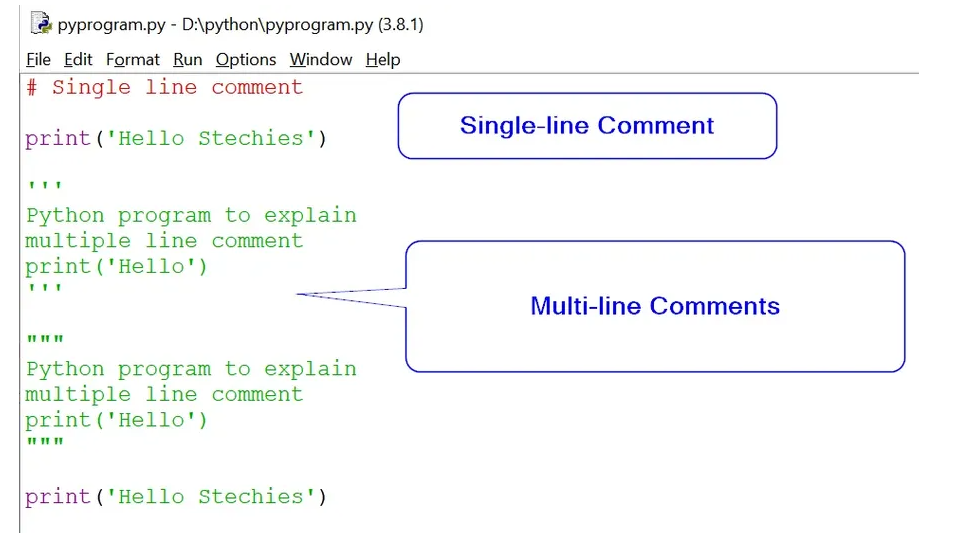 pyprogram.py - D:\python\pyprogram.py (3.8.1)
File Edit Format Run Options Window Help
# Single line comment
Single-line Comment
print('Hello Stechies')
'''
Python program to explain
multiple line comment
print('Hello')
'''
Multi-line Comments
"""
Python program to explain
multiple line comment
print('Hello')
"""
print('Hello Stechies')